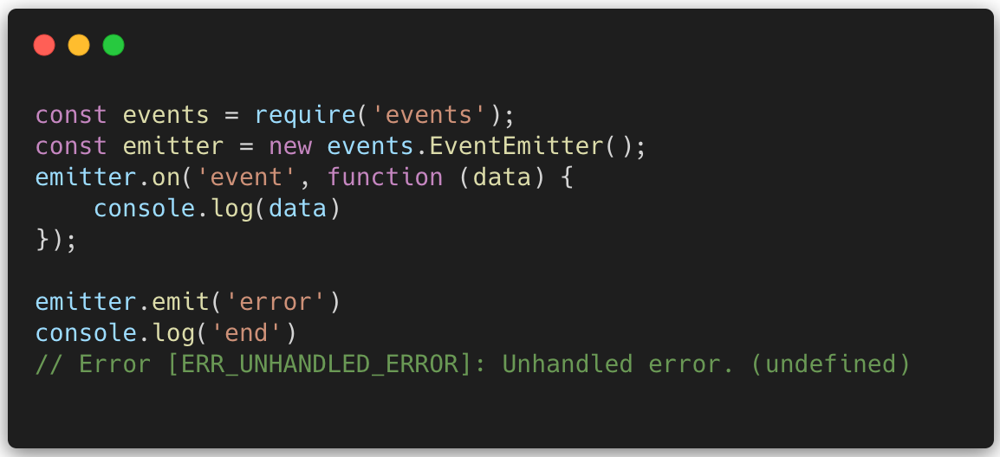 const events = require('events');
const emitter = new events.EventEmitter();
emitter.on('event', function (data) {
    console.log(data)
});

emitter.emit('error')
console.log('end')
// Error [ERR_UNHANDLED_ERROR]: Unhandled error. (undefined)